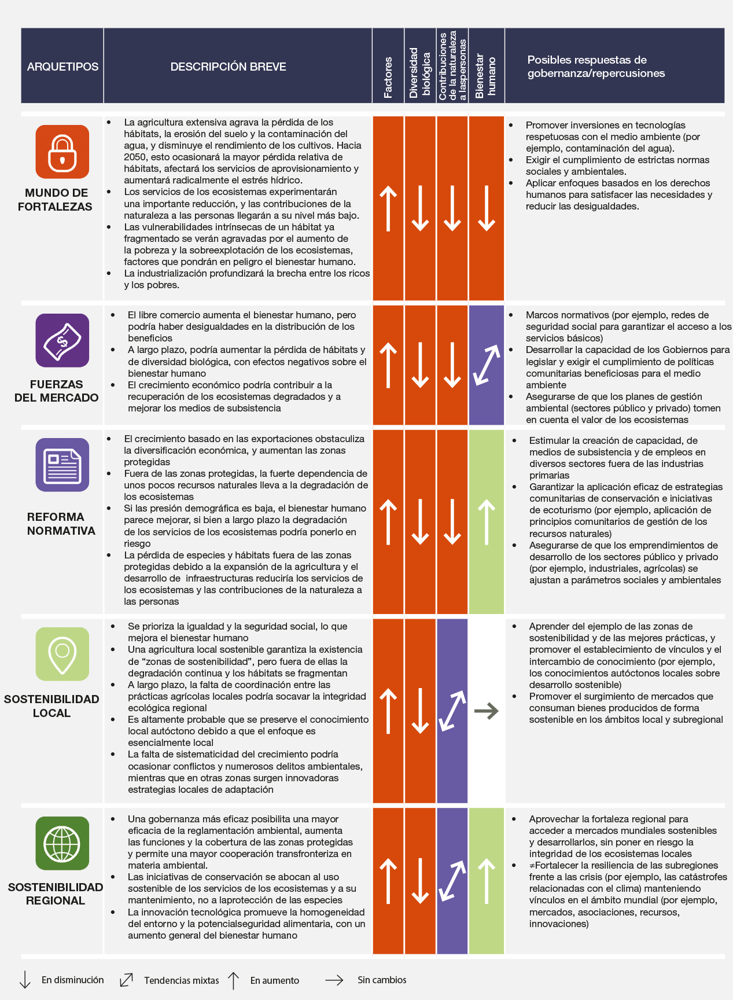 ARQUETIPOS
DESCRIPCIÓN BREVE
Factores
Diversidad
biológica
Contribuciones
de la naturaleza
a laspersonas
Bienestar
humano
Posibles respuestas de
gobernanza/repercusiones
MUNDO DE
FORTALEZAS
• La agricultura extensiva agrava la pérdida de los
hábitats, la erosión del suelo y la contaminación del
agua, y disminuye el rendimiento de los cultivos. Hacia
2050, esto ocasionará la mayor pérdida relativa de
hábitats, afectará los servicios de aprovisionamiento y
aumentará radicalmente el estrés hídrico.
• Los servicios de los ecosistemas experimentarán
una importante reducción, y las contribuciones de la
naturaleza a las personas llegarán a su nivel más bajo.
• Las vulnerabilidades intrínsecas de un hábitat ya
fragmentado se verán agravadas por el aumento de
la pobreza y la sobreexplotación de los ecosistemas,
factores que pondrán en peligro el bienestar humano.
• La industrialización profundizará la brecha entre los ricos
y los pobres.
• Promover inversiones en tecnologías
respetuosas con el medio ambiente (por
ejemplo, contaminación del agua).
• Exigir el cumplimiento de estrictas normas
sociales y ambientales.
• Aplicar enfoques basados en los derechos
humanos para satisfacer las necesidades y
reducir las desigualdades.
$
FUERZAS
DEL MERCADO
• El libre comercio aumenta el bienestar humano, pero
podría haber desigualdades en la distribución de los
beneficios
• A largo plazo, podría aumentar la pérdida de hábitats y
de diversidad biológica, con efectos negativos sobre el
bienestar humano
• El crecimiento económico podría contribuir a la
recuperación de los ecosistemas degradados y a
mejorar los medios de subsistencia
• Marcos normativos (por ejemplo, redes de
seguridad social para garantizar el acceso a los
servicios básicos)
• Desarrollar la capacidad de los Gobiernos para
legislar y exigir el cumplimiento de políticas
comunitarias beneficiosas para el medio
ambiente
• Asegurarse de que los planes de gestión
ambiental (sectores público y privado) tomen
en cuenta el valor de los ecosistemas
REFORMA
NORMATIVA
• El crecimiento basado en las exportaciones obstaculiza
la diversificación económica, y aumentan las zonas
protegidas
• Fuera de las zonas protegidas, la fuerte dependencia de
unos pocos recursos naturales lleva a la degradación de
los ecosistemas
• Si las presión demográfica es baja, el bienestar humano
parece mejorar, si bien a largo plazo la degradación
de los servicios de los ecosistemas podría ponerlo en
riesgo
• La pérdida de especies y hábitats fuera de las zonas
protegidas debido a la expansión de la agricultura y el
desarrollo de  infraestructuras reduciría los servicios de
los ecosistemas y las contribuciones de la naturaleza a
las personas
• Estimular la creación de capacidad, de
medios de subsistencia y de empleos en
diversos sectores fuera de las industrias
primarias
• Garantizar la aplicación eficaz de estrategias
comunitarias de conservación e iniciativas
de ecoturismo (por ejemplo, aplicación de
principios comunitarios de gestión de los
recursos naturales)
• Asegurarse de que los emprendimientos de
desarrollo de los sectores público y privado
(por ejemplo, industriales, agrícolas) se
ajustan a parámetros sociales y ambientales
SOSTENIBILIDAD
LOCAL
• Se prioriza la igualdad y la seguridad social, lo que
mejora el bienestar humano
• Una agricultura local sostenible garantiza la existencia
de “zonas de sostenibilidad”, pero fuera de ellas la
degradación continua y los hábitats se fragmentan
• A largo plazo, la falta de coordinación entre las
prácticas agrícolas locales podría socavar la integridad
ecológica regional
• Es altamente probable que se preserve el conocimiento
local autóctono debido a que el enfoque es
esencialmente local
• La falta de sistematicidad del crecimiento podría
ocasionar conflictos y numerosos delitos ambientales,
mientras que en otras zonas surgen innovadoras
estrategias locales de adaptación
• Aprender del ejemplo de las zonas de
sostenibilidad y de las mejores prácticas, y
promover el establecimiento de vínculos y el
intercambio de conocimiento (por ejemplo,
los conocimientos autóctonos locales sobre
desarrollo sostenible)
• Promover el surgimiento de mercados que
consuman bienes producidos de forma
sostenible en los ámbitos local y subregional
SOSTENIBILIDAD
REGIONAL
• Una gobernanza más eficaz posibilita una mayor
eficacia de la reglamentación ambiental, aumenta
las funciones y la cobertura de las zonas protegidas
y permite una mayor cooperación transfronteriza en
materia ambiental.
• Las iniciativas de conservación se abocan al uso
sostenible de los servicios de los ecosistemas y a su
mantenimiento, no a laprotección de las especies
• La innovación tecnológica promueve la homogeneidad
del entorno y la potencialseguridad alimentaria, con un
aumento general del bienestar humano
• Aprovechar la fortaleza regional para
acceder a mercados mundiales sostenibles
y desarrollarlos, sin poner en riesgo la
integridad de los ecosistemas locales
• ≠Fortalecer la resiliencia de las subregiones
frente a las crisis (por ejemplo, las catástrofes
relacionadas con el clima) manteniendo
vínculos en el ámbito mundial (por ejemplo,
mercados, asociaciones, recursos,
innovaciones)
En disminución
Tendencias mixtas
En aumento
Sin cambios